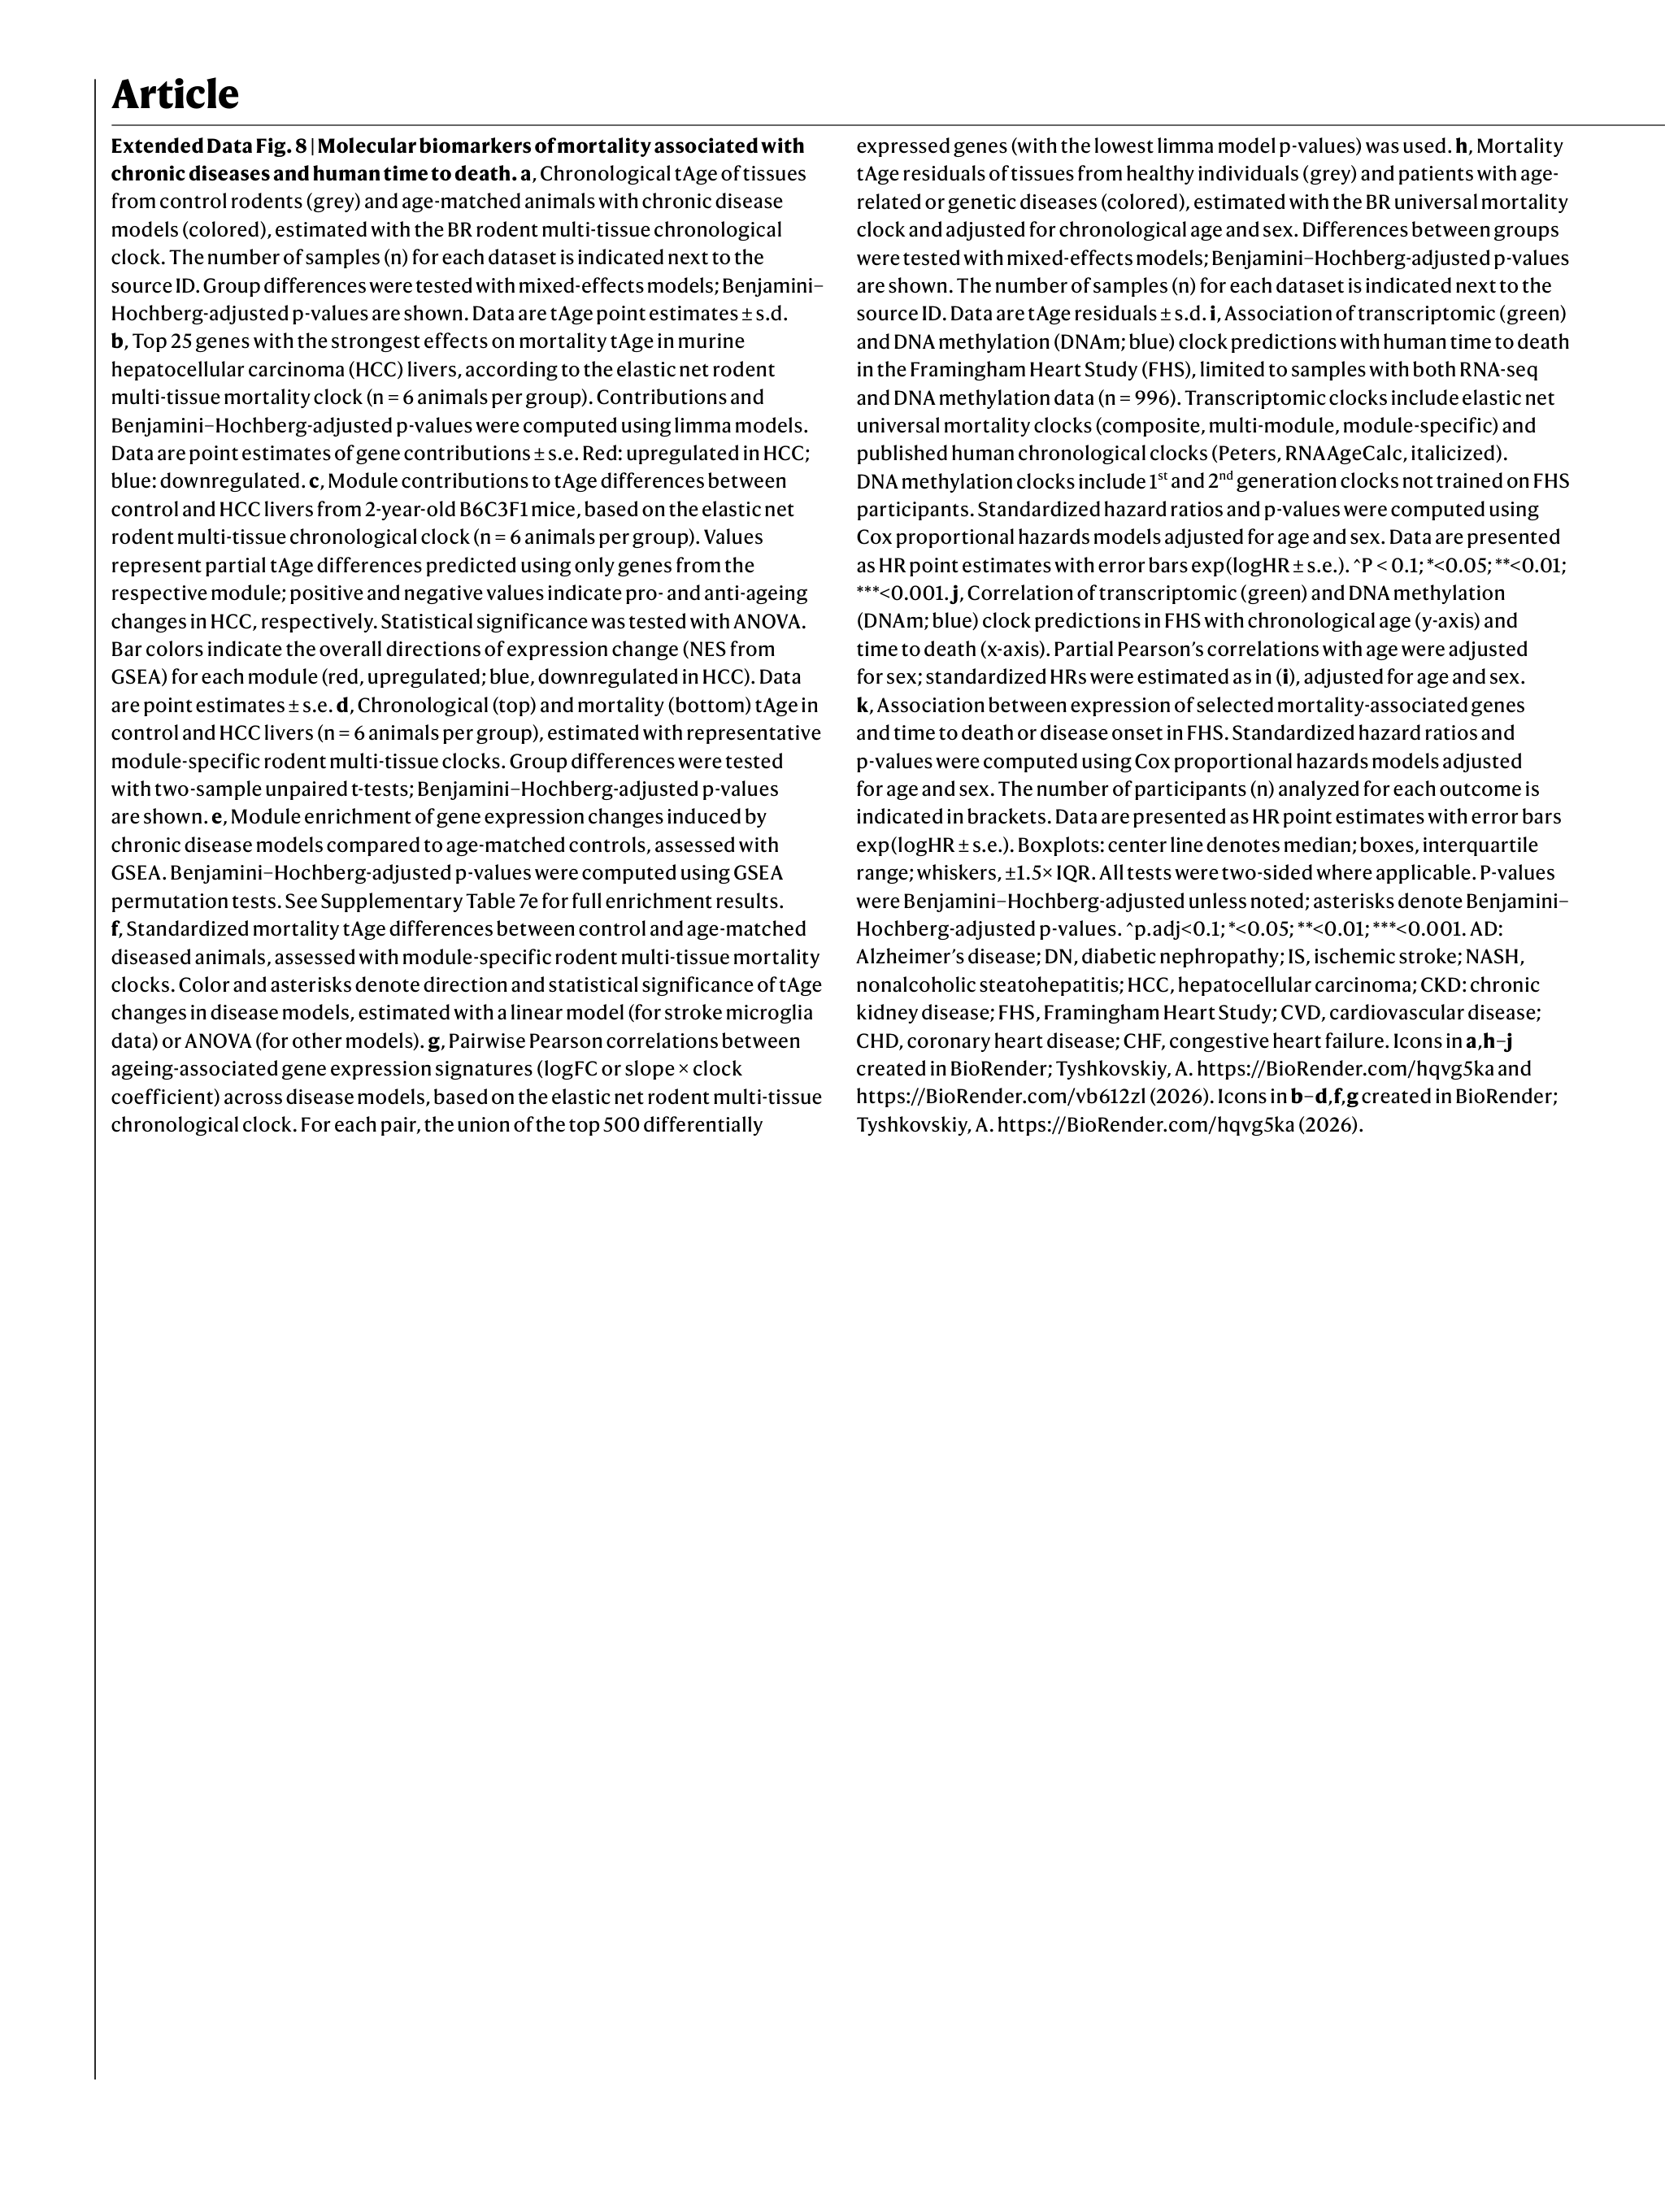 Article
Extended Data Fig. 8 | Molecular biomarkers of mortality associated with
chronic diseases and human time to death. a, Chronological tAge of tissues
from control rodents (grey) and age-matched animals with chronic disease
models (colored), estimated with the BR rodent multi-tissue chronological
clock. The number of samples (n) for each dataset is indicated next to the
source ID. Group differences were tested with mixed-effects models; Benjamini–
Hochberg-adjusted p-values are shown. Data are tAge point estimates ± s.d.
b, Top 25 genes with the strongest effects on mortality tAge in murine
hepatocellular carcinoma (HCC) livers, according to the elastic net rodent
multi-tissue mortality clock (n = 6 animals per group). Contributions and
Benjamini–Hochberg-adjusted p-values were computed using limma models.
Data are point estimates of gene contributions ± s.e. Red: upregulated in HCC;
blue: downregulated. c, Module contributions to tAge differences between
control and HCC livers from 2-year-old B6C3F1 mice, based on the elastic net
rodent multi-tissue chronological clock (n = 6 animals per group). Values
represent partial tAge differences predicted using only genes from the
respective module; positive and negative values indicate pro- and anti-ageing
changes in HCC, respectively. Statistical significance was tested with ANOVA.
Bar colors indicate the overall directions of expression change (NES from
GSEA) for each module (red, upregulated; blue, downregulated in HCC). Data
are point estimates ± s.e. d, Chronological (top) and mortality (bottom) tAge in
control and HCC livers (n = 6 animals per group), estimated with representative
module-specific rodent multi-tissue clocks. Group differences were tested
with two-sample unpaired t-tests; Benjamini–Hochberg-adjusted p-values
are shown. e, Module enrichment of gene expression changes induced by
chronic disease models compared to age-matched controls, assessed with
GSEA. Benjamini–Hochberg-adjusted p-values were computed using GSEA
permutation tests. See Supplementary Table 7e for full enrichment results.
f, Standardized mortality tAge differences between control and age-matched
diseased animals, assessed with module-specific rodent multi-tissue mortality
clocks. Color and asterisks denote direction and statistical significance of tAge
changes in disease models, estimated with a linear model (for stroke microglia
data) or ANOVA (for other models). g, Pairwise Pearson correlations between
ageing-associated gene expression signatures (logFC or slope × clock
coefficient) across disease models, based on the elastic net rodent multi-tissue
chronological clock. For each pair, the union of the top 500 differentially
expressed genes (with the lowest limma model p-values) was used. h, Mortality
tAge residuals of tissues from healthy individuals (grey) and patients with age-
related or genetic diseases (colored), estimated with the BR universal mortality
clock and adjusted for chronological age and sex. Differences between groups
were tested with mixed-effects models; Benjamini–Hochberg-adjusted p-values
are shown. The number of samples (n) for each dataset is indicated next to the
source ID. Data are tAge residuals ± s.d. i, Association of transcriptomic (green)
and DNA methylation (DNAm; blue) clock predictions with human time to death
in the Framingham Heart Study (FHS), limited to samples with both RNA-seq
and DNA methylation data (n = 996). Transcriptomic clocks include elastic net
universal mortality clocks (composite, multi-module, module-specific) and
published human chronological clocks (Peters, RNAAgeCalc, italicized).
DNA methylation clocks include 1st and 2nd generation clocks not trained on FHS
participants. Standardized hazard ratios and p-values were computed using
Cox proportional hazards models adjusted for age and sex. Data are presented
as HR point estimates with error bars exp(logHR ± s.e.). ^P < 0.1; *<0.05; **<0.01;
***<0.001. j, Correlation of transcriptomic (green) and DNA methylation
(DNAm; blue) clock predictions in FHS with chronological age (y-axis) and
time to death (x-axis). Partial Pearson's correlations with age were adjusted
for sex; standardized HRs were estimated as in (i), adjusted for age and sex.
k, Association between expression of selected mortality-associated genes
and time to death or disease onset in FHS. Standardized hazard ratios and
p-values were computed using Cox proportional hazards models adjusted
for age and sex. The number of participants (n) analyzed for each outcome is
indicated in brackets. Data are presented as HR point estimates with error bars
exp(logHR ± s.e.). Boxplots: center line denotes median; boxes, interquartile
range; whiskers, ±1.5× IQR. All tests were two-sided where applicable. P-values
were Benjamini–Hochberg-adjusted unless noted; asterisks denote Benjamini–
Hochberg-adjusted p-values. ^p.adj<0.1; *<0.05; **<0.01; ***<0.001. AD:
Alzheimer's disease; DN, diabetic nephropathy; IS, ischemic stroke; NASH,
nonalcoholic steatohepatitis; HCC, hepatocellular carcinoma; CKD: chronic
kidney disease; FHS, Framingham Heart Study; CVD, cardiovascular disease;
CHD, coronary heart disease; CHF, congestive heart failure. Icons in a,h–j
created in BioRender; Tyshkovskiy, A. https://BioRender.com/hqvg5ka and
https://BioRender.com/vb612zl (2026). Icons in b–d,f,g created in BioRender;
Tyshkovskiy, A. https://BioRender.com/hqvg5ka (2026).